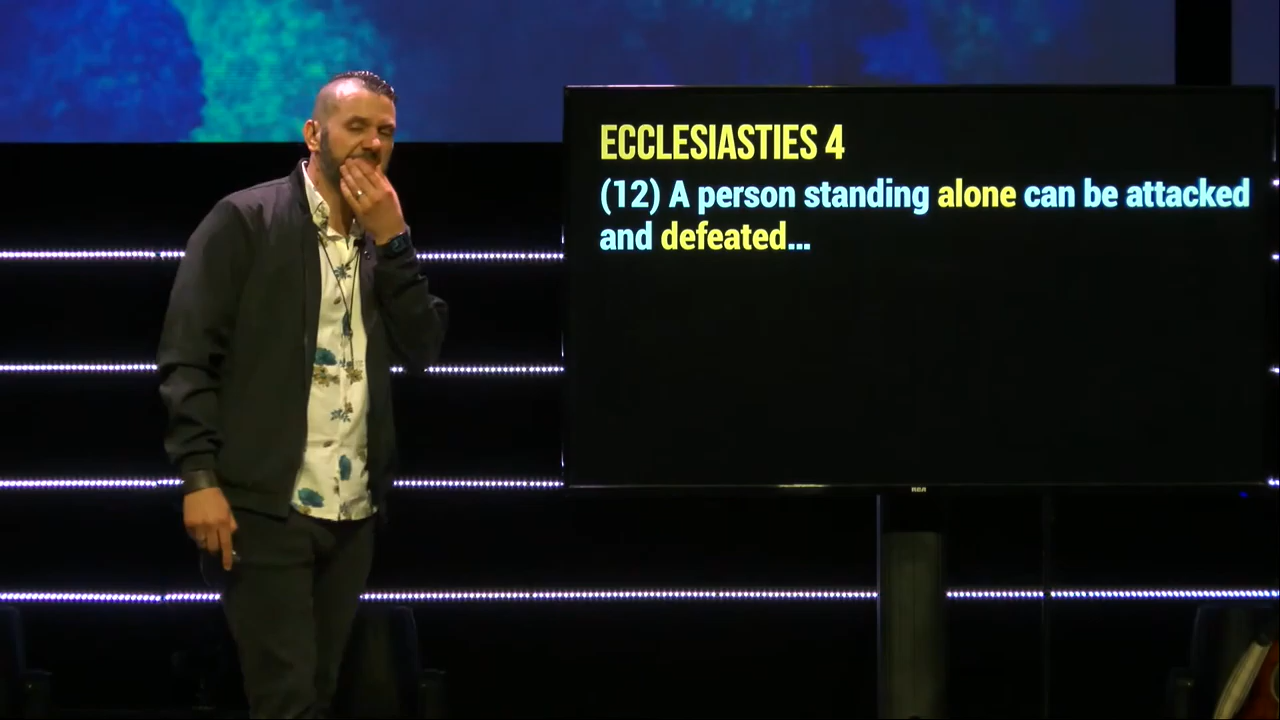 ECCLESIASTIES 4
(12) A person standing alone can be attacked
and defeated...
RCA